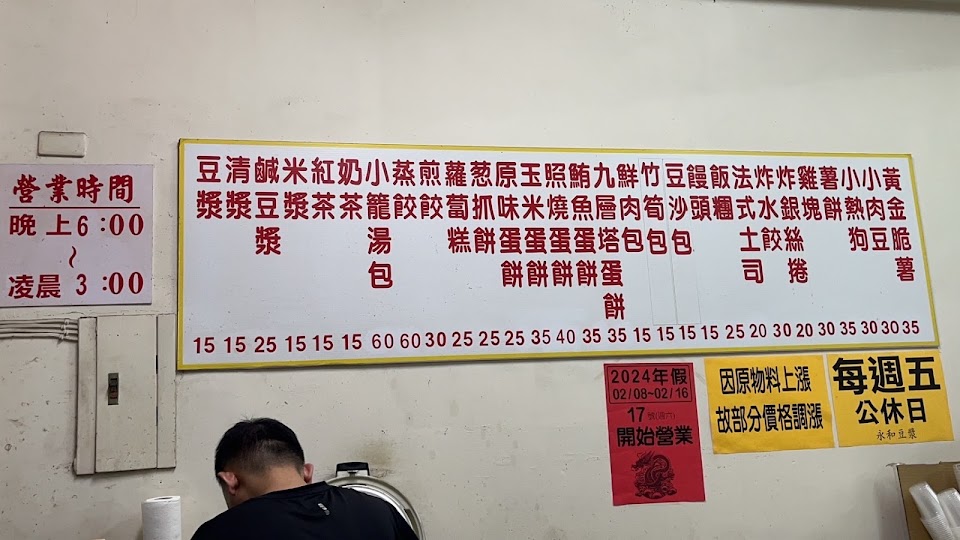 營業時間
晚上6:00
~
凌晨3:00
豆漿 15
清漿 15
鹹豆漿 25
米漿 15
紅茶 15
奶茶 15
小籠湯包 60
蒸餃 60
煎餃 30
蘿蔔糕 25
葱抓餅 25
原味蛋餅 25
玉米蛋餅 35
照燒蛋餅 40
鮪魚蛋餅 35
九層塔蛋餅 35
鮮肉包 15
竹筍包 15
豆沙包 15
饅頭 15
飯糰 25
法式土司 20
炸水餃 30
炸銀絲捲 20
雞塊 30
薯餅 35
小熱狗 30
小肉豆 30
黃金脆薯 35
2024年假
02/08~02/16
17號(週六)
開始營業
因原物料上漲
故部分價格調漲
每週五
公休日
永和豆漿